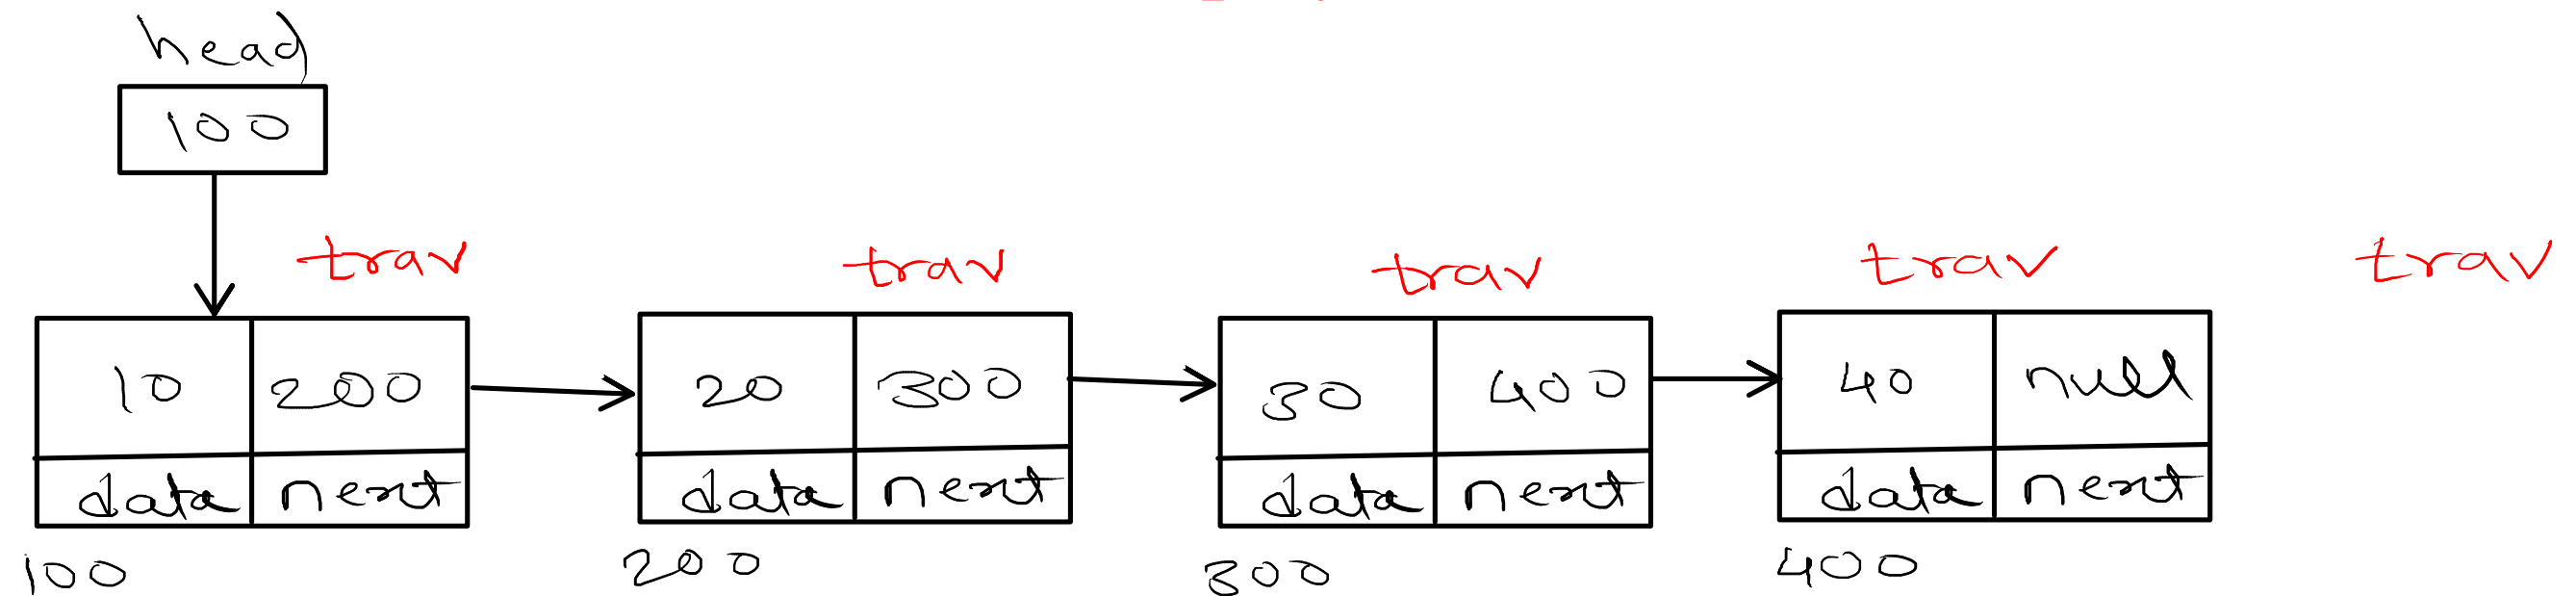 head
100
trav trav trav trav trav
10 200 20 300 30 400 40 null
data next data next data next data next
100 200 300 400